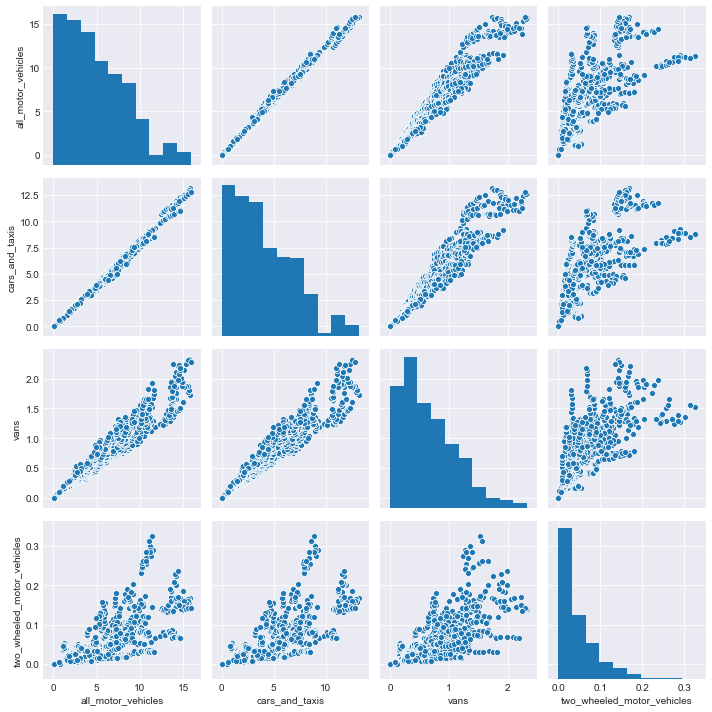 all_motor_vehicles
15
10
5
0
cars_and_taxis
12.5
10.0
7.5
5.0
2.5
0.0
vans
2.0
1.5
1.0
0.5
0.0
two_wheeled_motor_vehicles
0.3
0.2
0.1
0.0
0 5 10 15
0 5 10
0 1 2
0.0 0.1 0.2 0.3
all_motor_vehicles
cars_and_taxis
vans
two_wheeled_motor_vehicles